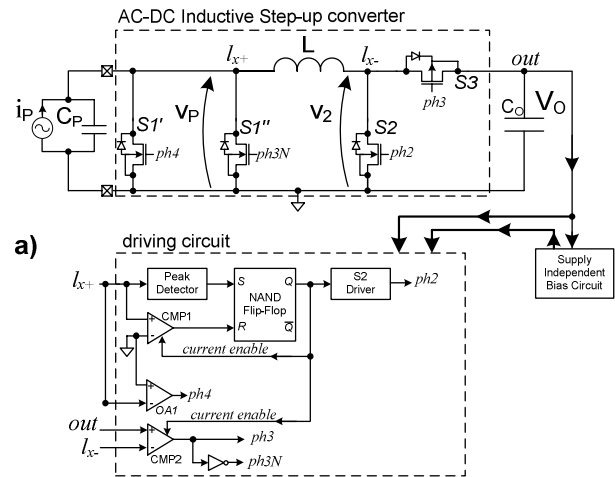 AC-DC Inductive Step-up converter
lx+
L
lx-
out
S3
ph3
iP
CP
S1'
ph4
VP
S1''
ph3N
V2
S2
ph2
CO
VO
a)
driving circuit
Supply
Independent
Bias Circuit
lx+
Peak
Detector
S
Q
NAND
Flip-Flop
R
Q
S2
Driver
ph2
+
-
CMP1
current enable
+
-
OA1
ph4
current enable
out
lx-
+
-
CMP2
ph3
ph3N